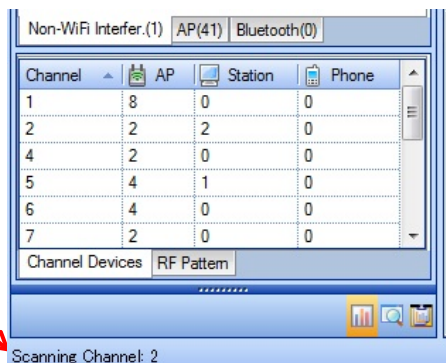 Non-WiFi Interfer.(1) AP(41) Bluetooth(0)
Channel AP Station Phone
1 8 0 0
2 2 2 0
4 2 0 0
5 4 1 0
6 4 0 0
7 2 0 0
Channel Devices RF Pattern
Scanning Channel: 2